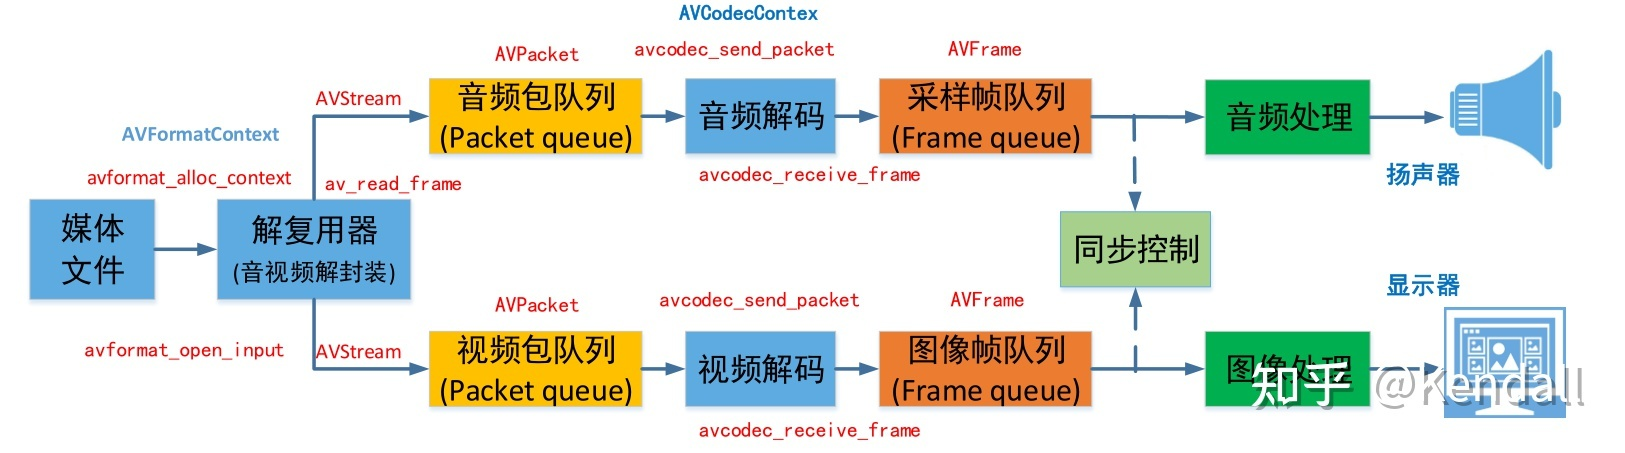 AVCodecContex
AVPacket
avcodec_send_packet
AVFrame
AVStream
音频包队列
(Packet queue)
音频解码
采样帧队列
(Frame queue)
音频处理
AVFormatContext
avformat_alloc_context
av_read_frame
avcodec_receive_frame
扬声器
媒体
文件
解复用器
(音视频解封装)
同步控制
AVPacket
avcodec_send_packet
AVFrame
显示器
avformat_open_input
AVStream
视频包队列
(Packet queue)
视频解码
图像帧队列
(Frame queue)
图像处理
知乎 @Kendall
avcodec_receive_frame